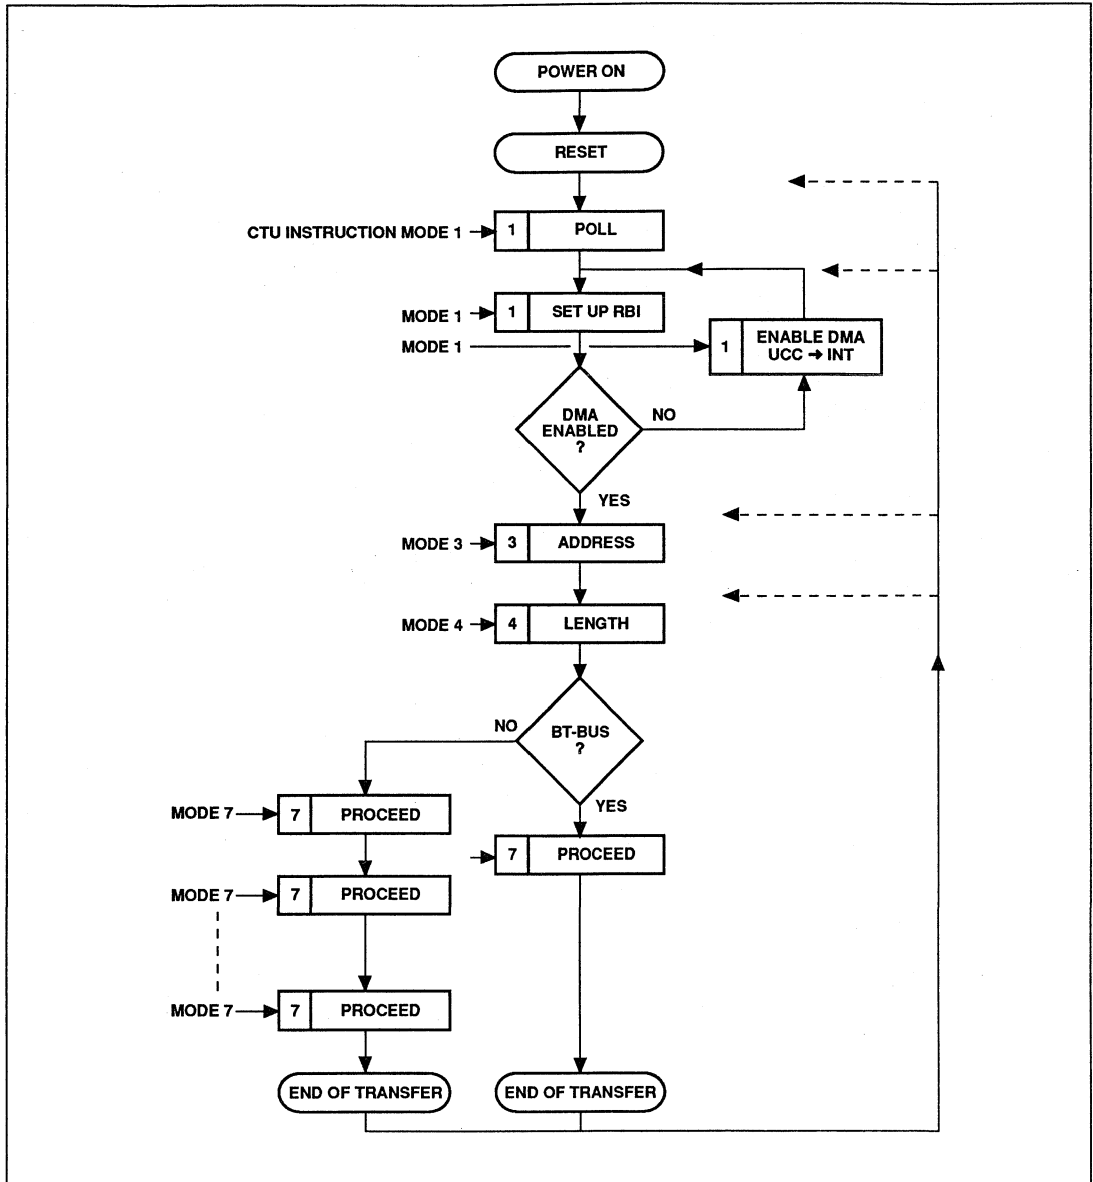 POWER ON
RESET
CTU INSTRUCTION MODE 1
1
POLL
MODE 1
1
SET UP RBI
MODE 1
1
ENABLE DMA
UCC → INT
DMA
ENABLED
?
NO
YES
MODE 3
3
ADDRESS
MODE 4
4
LENGTH
BT-BUS
?
NO
YES
MODE 7
7
PROCEED
7
PROCEED
MODE 7
7
PROCEED
MODE 7
7
PROCEED
END OF TRANSFER
END OF TRANSFER